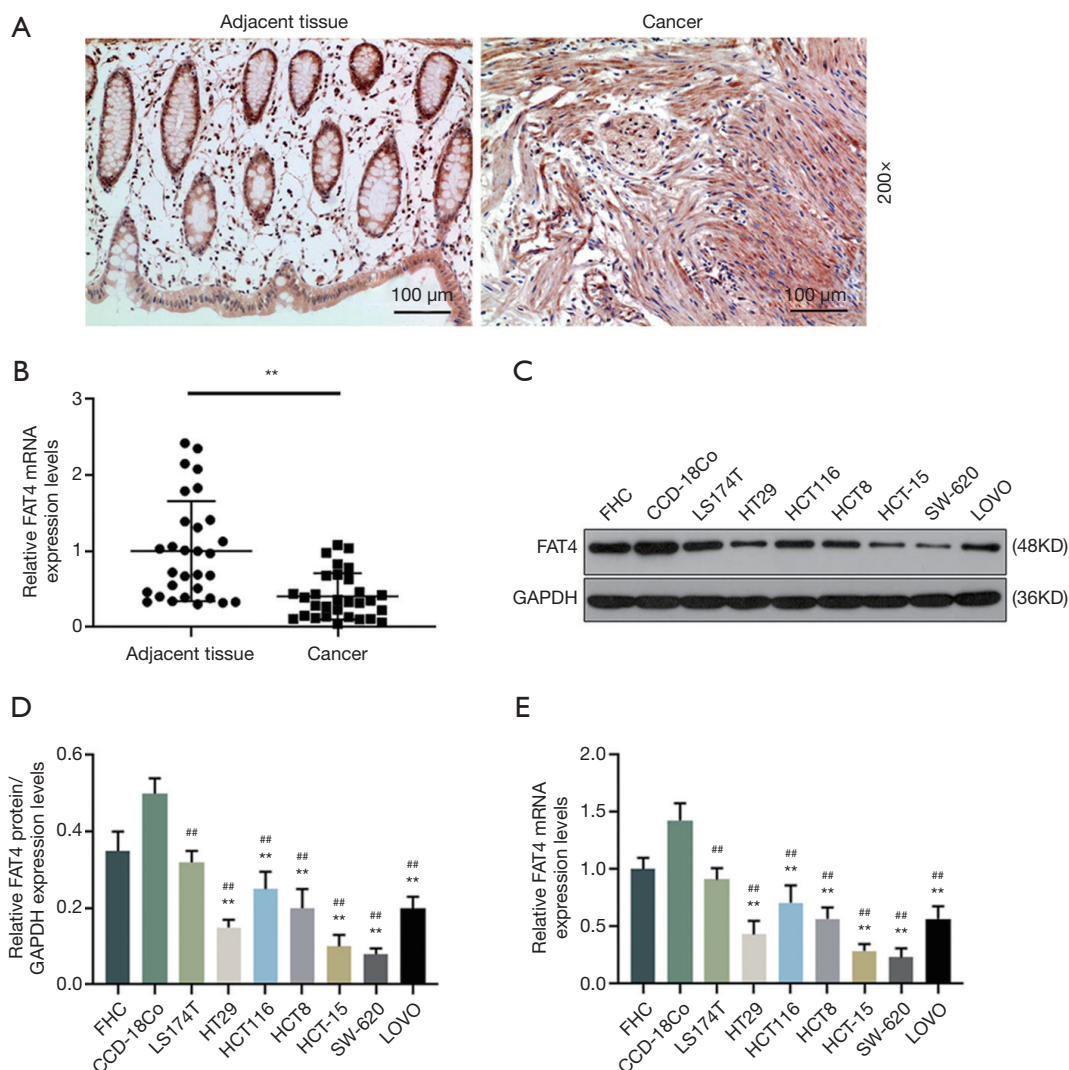 A
Adjacent tissue
Cancer
100 µm
100 µm
200×
B
**
Relative FAT4 mRNA
expression levels
3
2
1
0
Adjacent tissue
Cancer
C
FHC
CCD-18Co
LS174T
HT29
HCT116
HCT8
HCT-15
SW-620
LOVO
FAT4
(48KD)
GAPDH
(36KD)
D
Relative FAT4 protein/
GAPDH expression levels
0.6
0.4
0.2
0.0
##
##
**
##
**
##
**
##
**
##
**
##
**
FHC
CCD-18Co
LS174T
HT29
HCT116
HCT8
HCT-15
SW-620
LOVO
E
Relative FAT4 mRNA
expression levels
2.0
1.5
1.0
0.5
0.0
##
##
**
##
**
##
**
##
**
##
**
##
**
FHC
CCD-18Co
LS174T
HT29
HCT116
HCT8
HCT-15
SW-620
LOVO